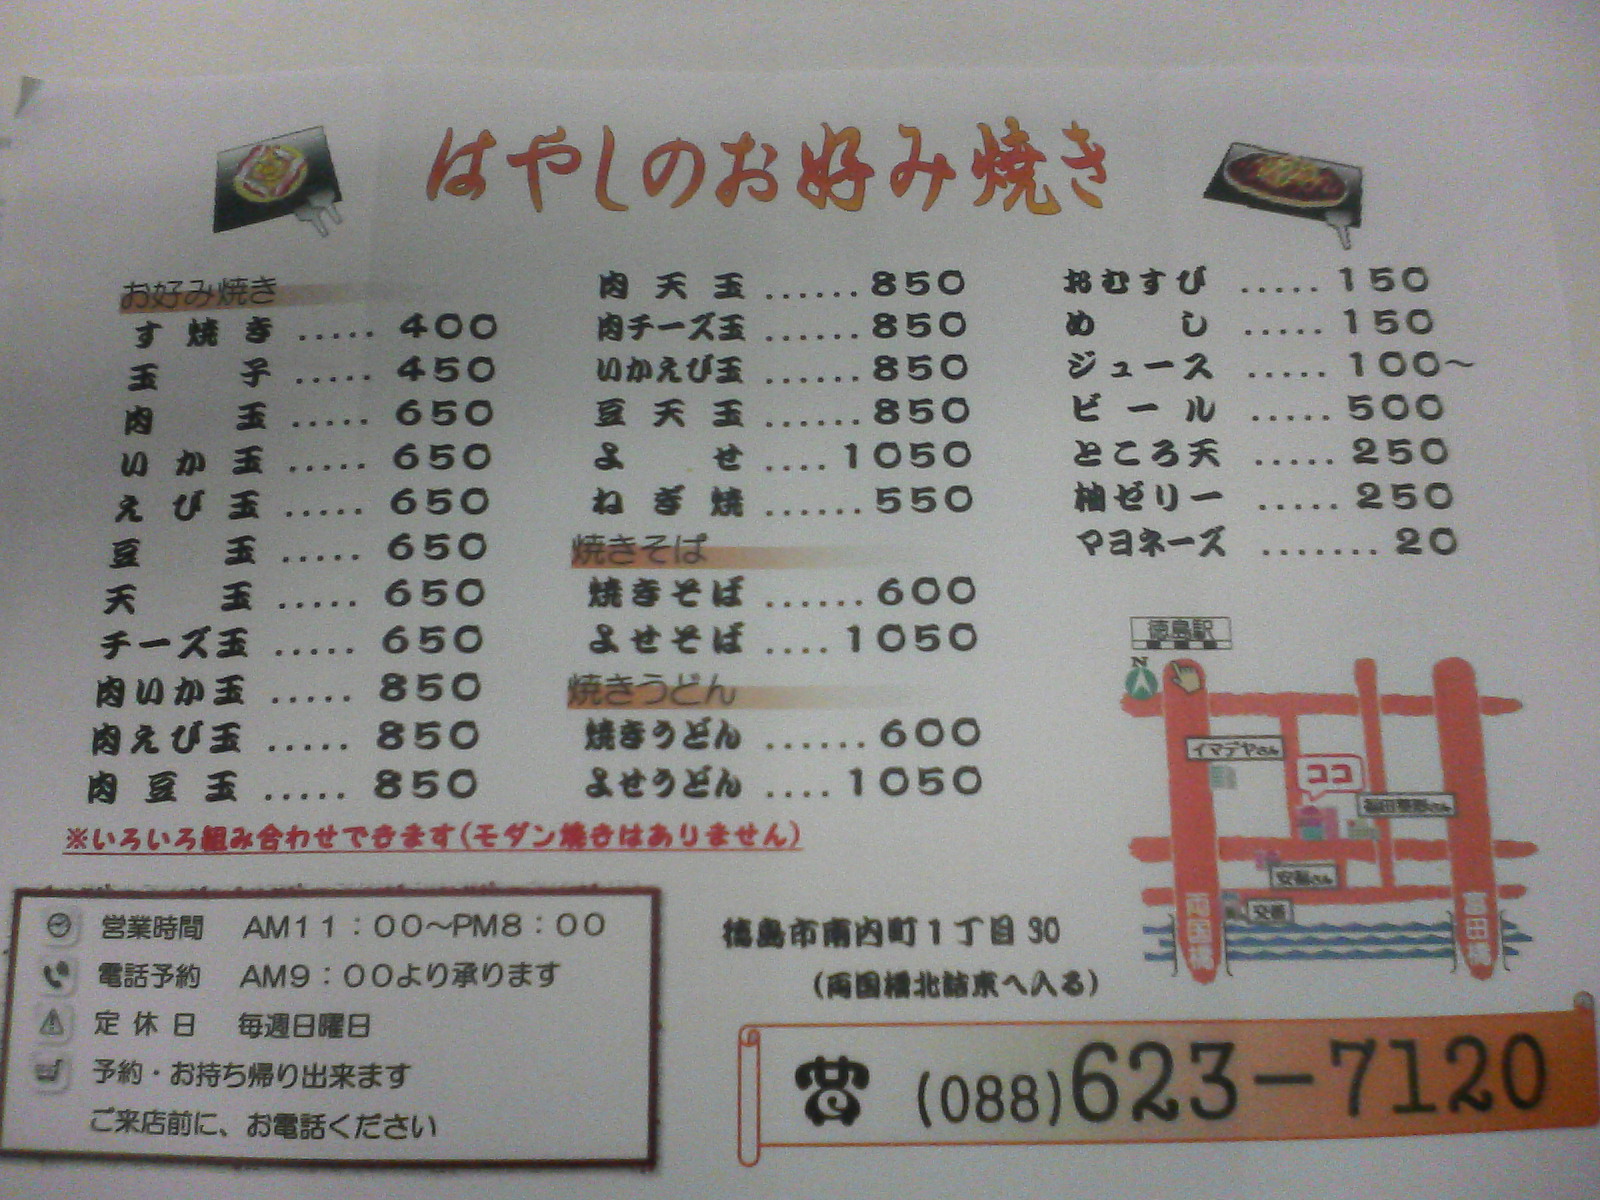 はやしのお好み焼き
お好み焼き
す焼き ..... 400
玉子 ..... 450
肉玉 ..... 650
いか玉 ..... 650
えび玉 ..... 650
豆玉 ..... 650
天玉 ..... 650
チーズ玉 ..... 650
肉いか玉 ..... 850
肉えび玉 ..... 850
肉豆玉 ..... 850
肉天玉 ...... 850
肉チーズ玉 ...... 850
いかえび玉 ...... 850
豆天玉 ...... 850
よせ .... 1050
ねぎ焼 ...... 550
焼きそば
焼きそば ...... 600
よせそば .... 1050
焼きうどん
焼きうどん ...... 600
よせうどん .... 1050
おむすび ..... 150
めし ..... 150
ジュース ..... 100~
ビール ..... 500
ところ天 ..... 250
柚ゼリー ..... 250
マヨネーズ ....... 20
※いろいろ組み合わせできます(モダン焼きはありません)
徳島駅
N
イマデヤさん
ココ
安福さん
交番
両国橋
富田橋
営業時間 AM11:00~PM8:00
電話予約 AM9:00より承ります
定休日 毎週日曜日
予約・お持ち帰り出来ます
ご来店前に、お電話ください
徳島市南内町1丁目30
(両国橋北詰東へ入る)
(088)623-7120